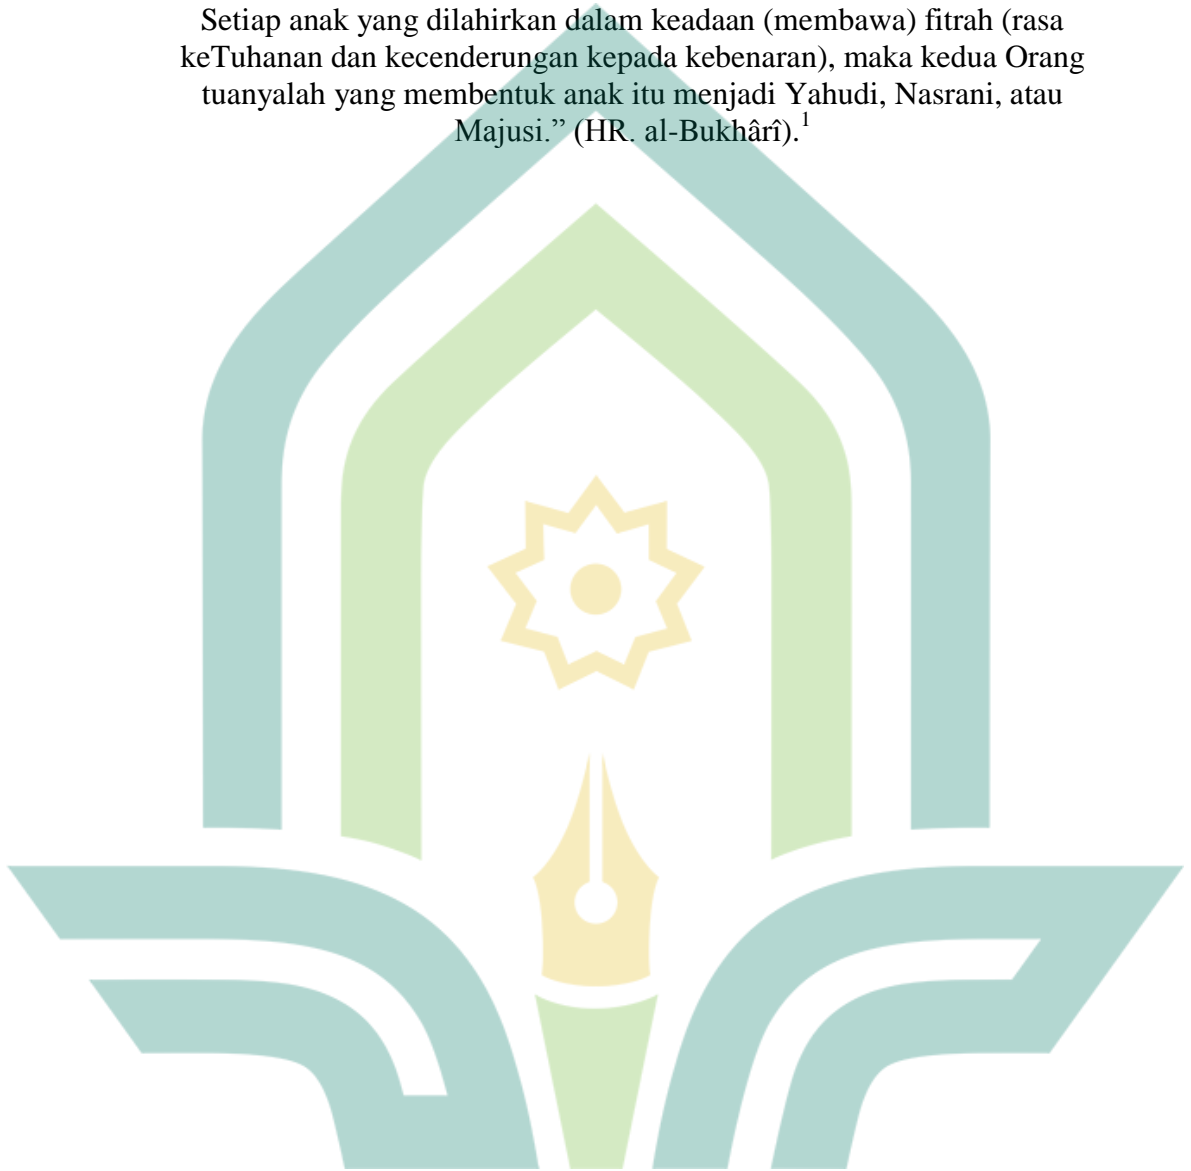 Setiap anak yang dilahirkan dalam keadaan (membawa) fitrah (rasa
keTuhanan dan kecenderungan kepada kebenaran), maka kedua Orang
tuanyalah yang membentuk anak itu menjadi Yahudi, Nasrani, atau
Majusi.” (HR. al-Bukhârî).1